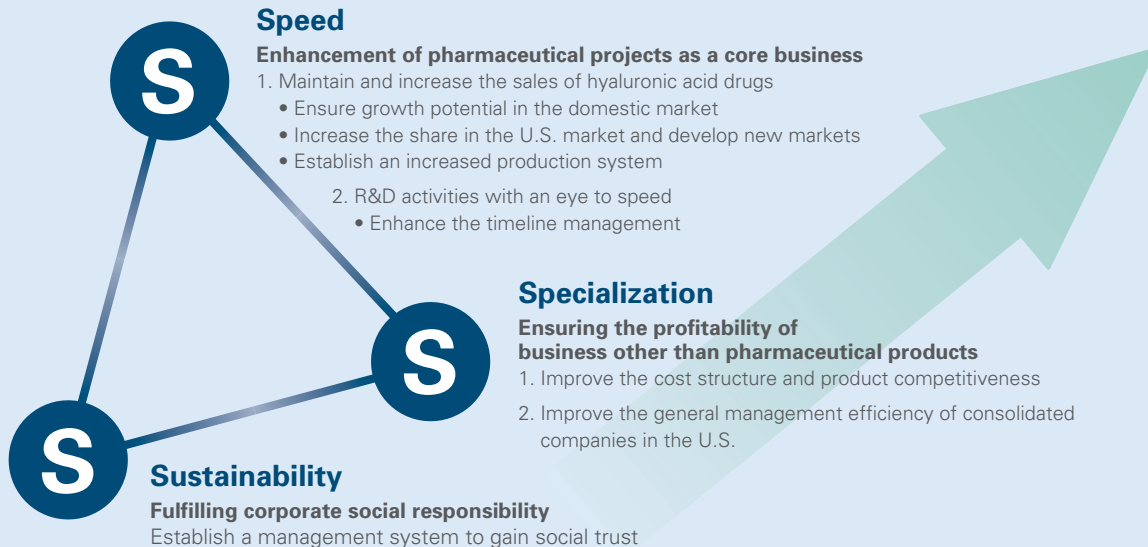 S
Speed
Enhancement of pharmaceutical projects as a core business
1. Maintain and increase the sales of hyaluronic acid drugs
• Ensure growth potential in the domestic market
• Increase the share in the U.S. market and develop new markets
• Establish an increased production system
2. R&D activities with an eye to speed
• Enhance the timeline management
S
Specialization
Ensuring the profitability of
business other than pharmaceutical products
1. Improve the cost structure and product competitiveness
2. Improve the general management efficiency of consolidated
companies in the U.S.
S
Sustainability
Fulfilling corporate social responsibility
Establish a management system to gain social trust